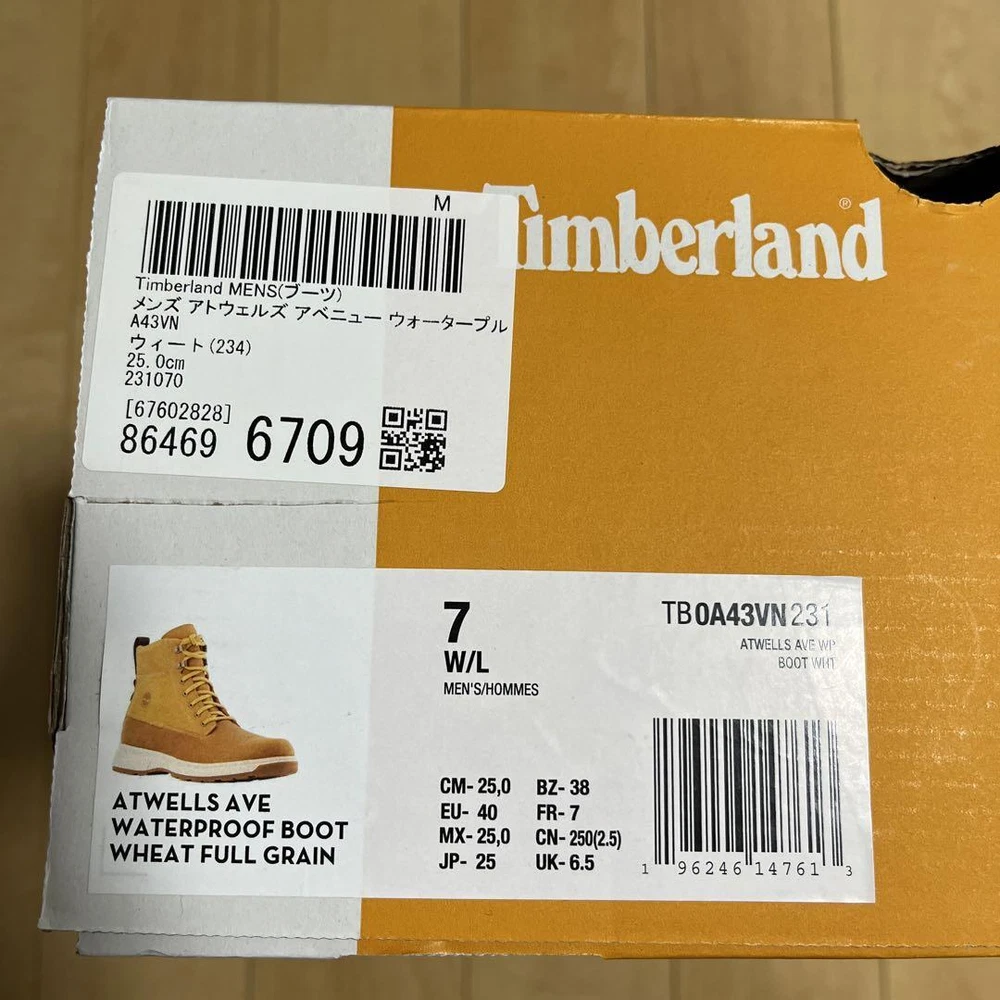 M
Timberland®
Timberland MENS(ブーツ)
メンズ アトウェルズ アベニュー ウォータープル
A43VN
ウィート(234)
25.0cm
231070
[67602828]
86469 6709
7
W/L
MEN'S/HOMMES
TB0A43VN231
ATWELLS AVE WP
BOOT WHT
ATWELLS AVE
WATERPROOF BOOT
WHEAT FULL GRAIN
CM- 25,0 BZ- 38
EU- 40 FR- 7
MX- 25,0 CN- 250(2.5)
JP- 25 UK- 6.5
1 96246 14761 3